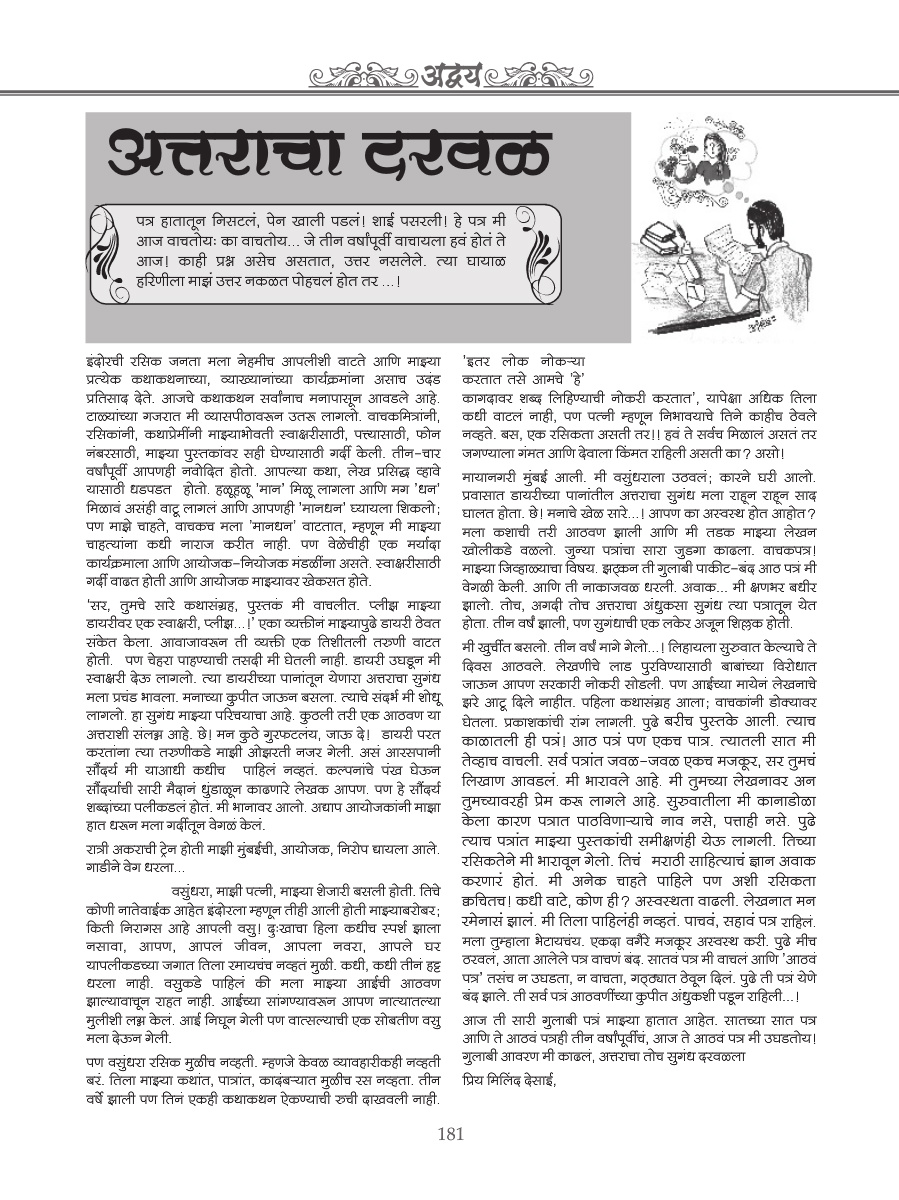 अद्वय
अत्तराचा दरवळ
पत्र हातातून निसटलं, पेन खाली पडलं! शाई पसरली! हे पत्र मी
आज वाचतोयः का वाचतोय... जे तीन वर्षांपूर्वी वाचायला हवं होतं ते
आज! काही प्रश्न असेच असतात, उत्तर नसलेले. त्या घायाळ
हरिणीला माझं उत्तर नकळत पोहचलं होत तर ...!
इंदोरची रसिक जनता मला नेहमीच आपलीशी वाटते आणि माझ्या
प्रत्येक कथाकथनाच्या, व्याख्यानांच्या कार्यक्रमांना असाच उदंड
प्रतिसाद देते. आजचे कथाकथन सर्वांनाच मनापासून आवडले आहे.
टाळ्यांच्या गजरात मी व्यासपीठावरून उतरू लागलो. वाचकमित्रांनी,
रसिकांनी, कथाप्रेमींनी माझ्याभोवती स्वाक्षरीसाठी, पत्त्यासाठी, फोन
नंबरसाठी, माझ्या पुस्तकांवर सही घेण्यासाठी गर्दी केली. तीन-चार
वर्षांपूर्वी आपणही नवोदित होतो. आपल्या कथा, लेख प्रसिद्ध व्हावे
यासाठी धडपडत होतो. हळूहळू 'मान' मिळू लागला आणि मग 'धन'
मिळावं असंही वाटू लागलं आणि आपणही 'मानधन' घ्यायला शिकलो;
पण माझे चाहते, वाचकच मला 'मानधन' वाटतात, म्हणून मी माझ्या
चाहत्यांना कधी नाराज करीत नाही. पण वेळेचीही एक मर्यादा
कार्यक्रमाला आणि आयोजक-नियोजक मंडळींना असते. स्वाक्षरीसाठी
गर्दी वाढत होती आणि आयोजक माझ्यावर खेकसत होते.
'सर, तुमचे सारे कथासंग्रह, पुस्तकं मी वाचलीत. प्लीझ माझ्या
डायरीवर एक स्वाक्षरी, प्लीझ...!' एका व्यक्तीनं माझ्यापुढे डायरी ठेवत
संकेत केला. आवाजावरून ती व्यक्ती एक तिशीतली तरुणी वाटत
होती. पण चेहरा पाहण्याची तसदी मी घेतली नाही. डायरी उघडून मी
स्वाक्षरी देऊ लागलो. त्या डायरीच्या पानांतून येणारा अत्तराचा सुगंध
मला प्रचंड भावला. मनाच्या कुपीत जाऊन बसला. त्याचे संदर्भ मी शोधू
लागलो. हा सुगंध माझ्या परिचयाचा आहे. कुठली तरी एक आठवण या
अत्तराशी संलग्न आहे. छे! मन कुठे गुरफटलंय, जाऊ दे! डायरी परत
करतांना त्या तरुणीकडे माझी ओझरती नजर गेली. असं आरसपानी
सौंदर्य मी याआधी कधीच पाहिलं नव्हतं. कल्पनांचे पंख घेऊन
सौंदर्याची सारी मैदानं धुंडाळून काढणारे लेखक आपण. पण हे सौंदर्य
शब्दांच्या पलीकडलं होतं. मी भानावर आलो. अद्याप आयोजकांनी माझा
हात धरून मला गर्दीतून वेगळं केलं.
रात्री अकराची ट्रेन होती माझी मुंबईची, आयोजक, निरोप द्यायला आले.
गाडीने वेग धरला...
वसुंधरा, माझी पत्नी, माझ्या शेजारी बसली होती. तिचे
कोणी नातेवाईक आहेत इंदोरला म्हणून तीही आली होती माझ्याबरोबर;
किती निरागस आहे आपली वसु! दुःखाचा हिला कधीच स्पर्श झाला
नसावा, आपण, आपलं जीवन, आपला नवरा, आपले घर
यापलीकडच्या जगात तिला रमायचंच नव्हतं मुळी. कधी, कधी तीनं हट्ट
धरला नाही. वसुकडे पाहिलं की मला माझ्या आईची आठवण
झाल्यावाचून राहत नाही. आईच्या सांगण्यावरून आपण नात्यातल्या
मुलीशी लग्न केलं. आई निघून गेली पण वात्सल्याची एक सोबतीण वसु
मला देऊन गेली.
पण वसुंधरा रसिक मुळीच नव्हती. म्हणजे केवळ व्यावहारीकही नव्हती
बरं. तिला माझ्या कथांत, पात्रांत, कादंबऱ्यात मुळीच रस नव्हता. तीन
वर्षे झाली पण तिनं एकही कथाकथन ऐकण्याची रुची दाखवली नाही.
'इतर लोक नोकऱ्या
करतात तसे आमचे 'हे'
कागदावर शब्द लिहिण्याची नोकरी करतात', यापेक्षा अधिक तिला
कधी वाटलं नाही, पण पत्नी म्हणून निभावयाचे तिने काहीच ठेवले
नव्हते. बस, एक रसिकता असती तर!! हवं ते सर्वच मिळालं असतं तर
जगण्याला गंमत आणि देवाला किंमत राहिली असती का? असो!
मायानगरी मुंबई आली. मी वसुंधराला उठवलं; कारने घरी आलो.
प्रवासात डायरीच्या पानांतील अत्तराचा सुगंध मला राहून राहून साद
घालत होता. छे! मनाचे खेळ सारे...! आपण का अस्वस्थ होत आहोत?
मला कशाची तरी आठवण झाली आणि मी तडक माझ्या लेखन
खोलीकडे वळलो. जुन्या पत्रांचा सारा जुडगा काढला. वाचकपत्र!
माझ्या जिव्हाळ्याचा विषय. झट्कन ती गुलाबी पाकीट-बंद आठ पत्रं मी
वेगळी केली. आणि ती नाकाजवळ धरली. अवाक... मी क्षणभर बधीर
झालो. तोच, अगदी तोच अत्तराचा अंधुकसा सुगंध त्या पत्रातून येत
होता. तीन वर्षं झाली, पण सुगंधाची एक लकेर अजून शिल्लक होती.
मी खुर्चीत बसलो. तीन वर्षं मागे गेलो...! लिहायला सुरुवात केल्याचे ते
दिवस आठवले. लेखणीचे लाड पुरविण्यासाठी बाबांच्या विरोधात
जाऊन आपण सरकारी नोकरी सोडली. पण आईच्या मायेनं लेखनाचे
झरे आटू दिले नाहीत. पहिला कथासंग्रह आला; वाचकांनी डोक्यावर
घेतला. प्रकाशकांची रांग लागली. पुढे बरीच पुस्तके आली. त्याच
काळातली ही पत्रं! आठ पत्रं पण एकच पात्र. त्यातली सात मी
तेव्हाच वाचली. सर्व पत्रांत जवळ-जवळ एकच मजकूर, सर तुमचं
लिखाण आवडलं. मी भारावले आहे. मी तुमच्या लेखनावर अन
तुमच्यावरही प्रेम करू लागले आहे. सुरुवातीला मी कानाडोळा
केला कारण पत्रात पाठविणाऱ्याचे नाव नसे, पत्ताही नसे. पुढे
त्याच पत्रांत माझ्या पुस्तकांची समीक्षणंही येऊ लागली. तिच्या
रसिकतेने मी भारावून गेलो. तिचं मराठी साहित्याचं ज्ञान अवाक
करणारं होतं. मी अनेक चाहते पाहिले पण अशी रसिकता
क्वचितच! कधी वाटे, कोण ही? अस्वस्थता वाढली. लेखनात मन
रमेनासं झालं. मी तिला पाहिलंही नव्हतं. पाचवं, सहावं पत्र राहिलं.
मला तुम्हाला भेटायचंय. एकदा वगैरे मजकूर अस्वस्थ करी. पुढे मीच
ठरवलं, आता आलेले पत्र वाचणं बंद. सातवं पत्र मी वाचलं आणि 'आठवं
पत्र' तसंच न उघडता, न वाचता, गठ्ठ्यात ठेवून दिलं. पुढे ती पत्रं येणे
बंद झाले. ती सर्व पत्रं आठवणींच्या कुपीत अंधुकशी पडून राहिली...!
आज ती सारी गुलाबी पत्रं माझ्या हातात आहेत. सातच्या सात पत्र
आणि ते आठवं पत्रही तीन वर्षांपूर्वीचं, आज ते आठवं पत्र मी उघडतोय!
गुलाबी आवरण मी काढलं, अत्तराचा तोच सुगंध दरवळला
प्रिय मिलिंद देसाई,
181